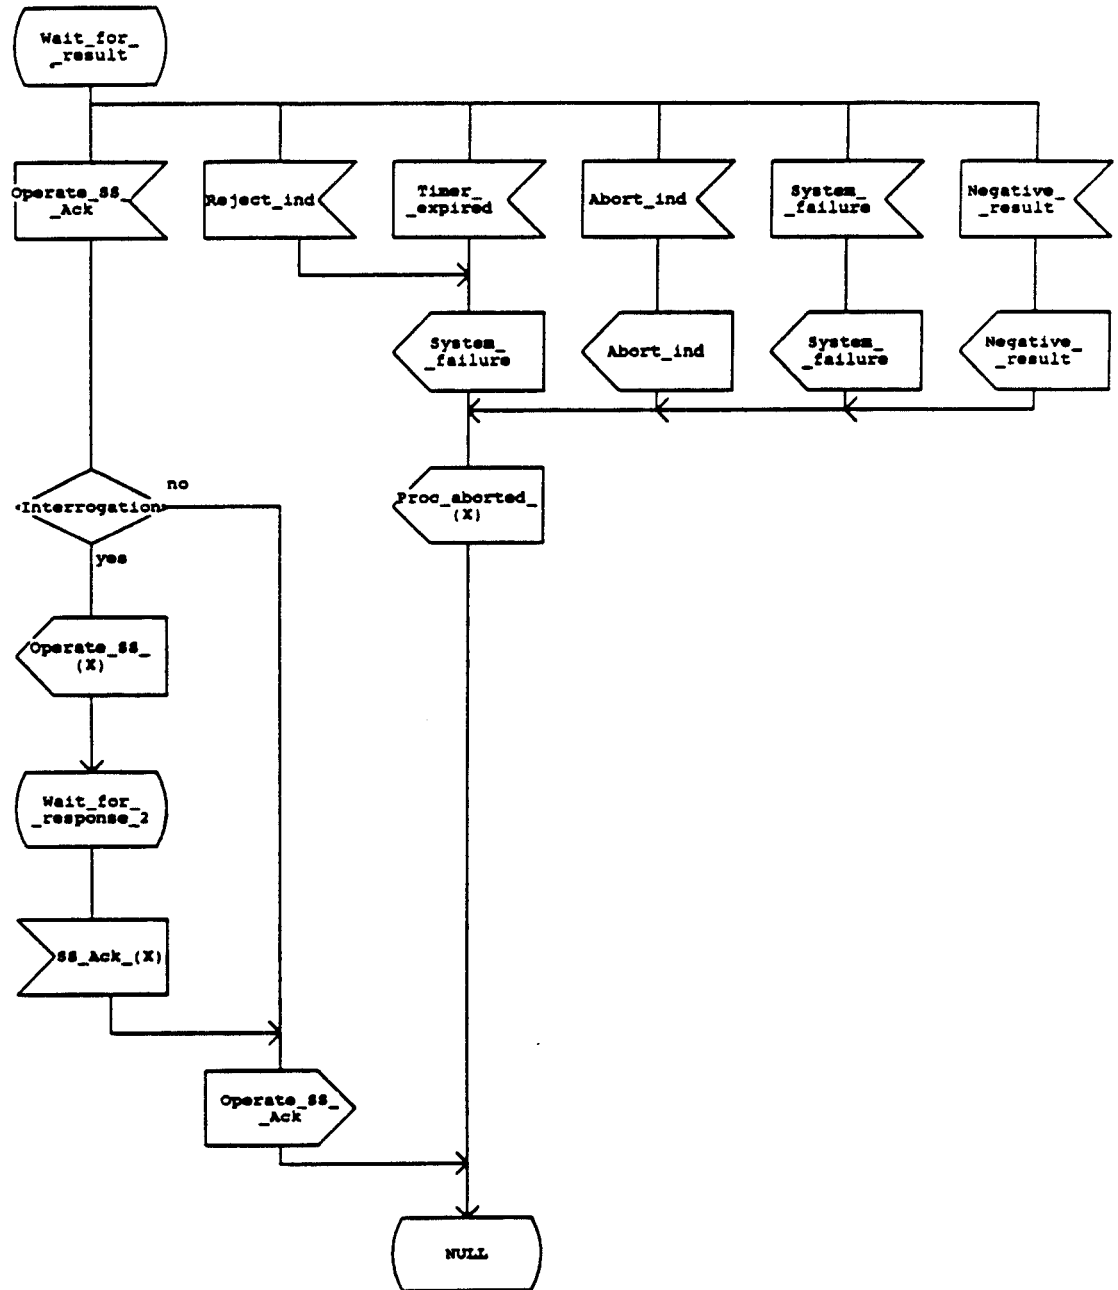 Wait_for_
_result
Operate_SS_
_Ack
Reject_ind
Timer_
_expired
Abort_ind
System_
_failure
Negative_
_result
System_
_failure
Abort_ind
System_
_failure
Negative_
_result
Interrogation
no
yes
Proc_aborted_
(X)
Operate_SS_
(X)
Wait_for_
_response_2
SS_Ack_(X)
Operate_SS_
_Ack
NULL